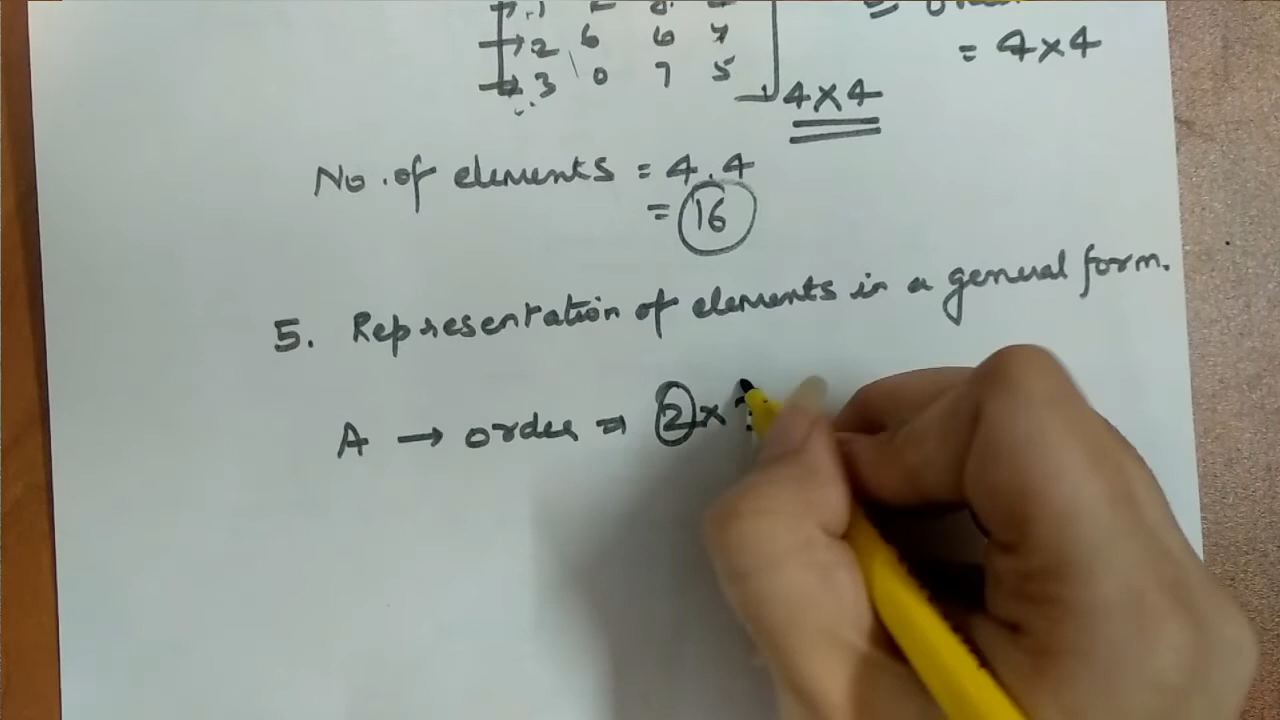 = 4×4
2 6 6 4
3 0 7 5
4×4
No. of elements = 4.4
= 16
5. Representation of elements in a general form.
A → order = 2×